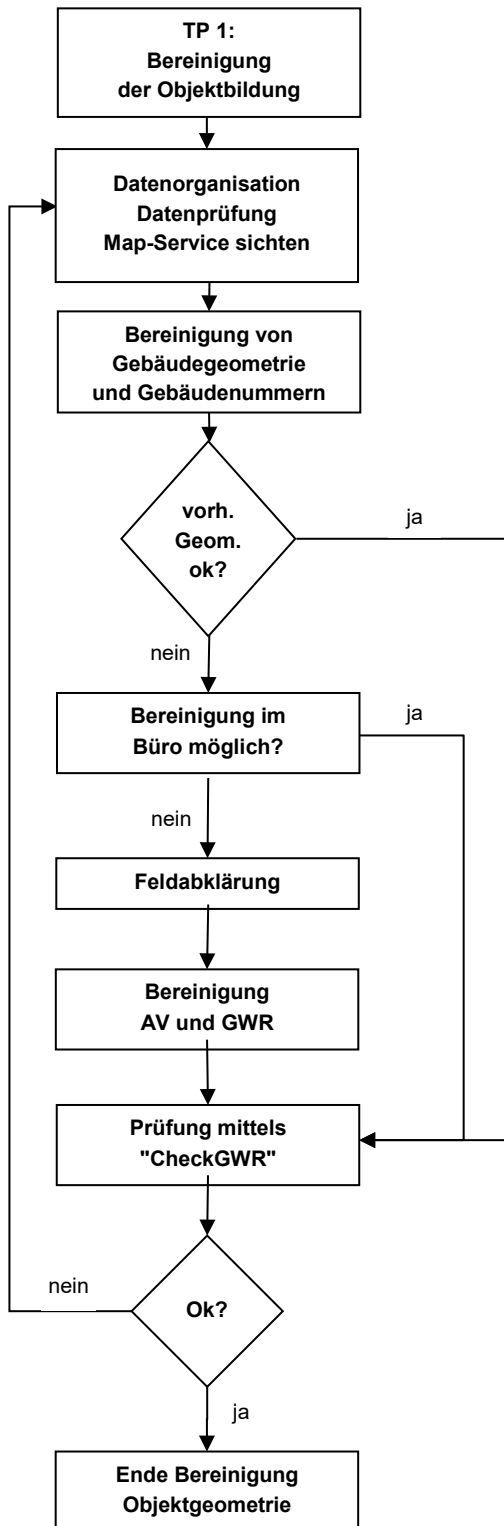 TP 1:
Bereinigung
der Objektbildung
Datenorganisation
Datenprüfung
Map-Service sichten
Bereinigung von
Gebäudegeometrie
und Gebäudenummern
vorh.
Geom.
ok?
ja
nein
Bereinigung im
Büro möglich?
ja
nein
Feldabklärung
Bereinigung
AV und GWR
Prüfung mittels
"CheckGWR"
nein
Ok?
ja
Ende Bereinigung
Objektgeometrie